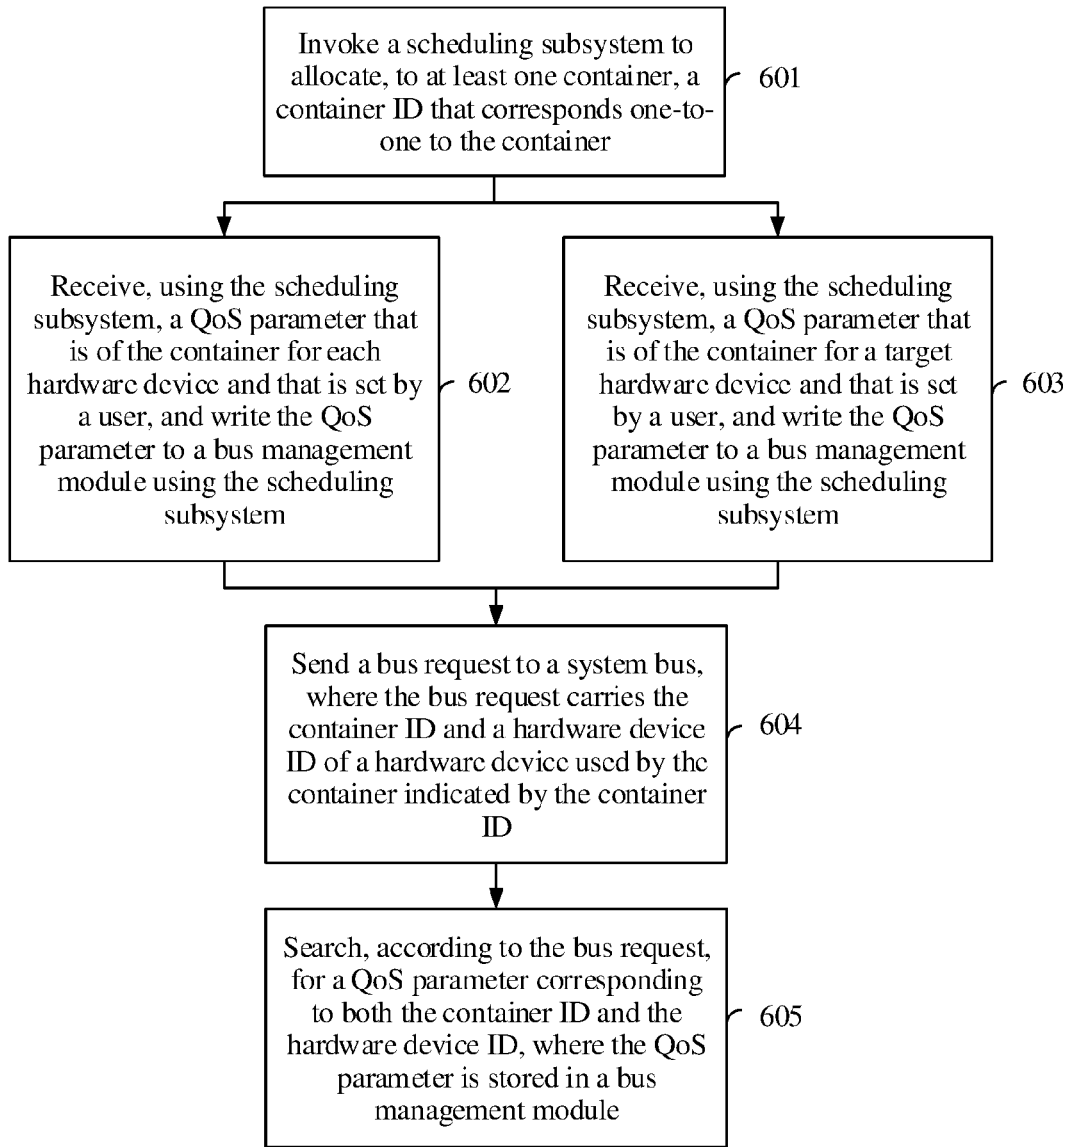 Invoke a scheduling subsystem to
allocate, to at least one container, a
container ID that corresponds one-to-
one to the container
601
Receive, using the scheduling
subsystem, a QoS parameter that
is of the container for each
hardware device and that is set by
a user, and write the QoS
parameter to a bus management
module using the scheduling
subsystem
602
Receive, using the scheduling
subsystem, a QoS parameter that
is of the container for a target
hardware device and that is set
by a user, and write the QoS
parameter to a bus management
module using the scheduling
subsystem
603
Send a bus request to a system bus,
where the bus request carries the
container ID and a hardware device
ID of a hardware device used by the
container indicated by the container
ID
604
Search, according to the bus request,
for a QoS parameter corresponding
to both the container ID and the
hardware device ID, where the QoS
parameter is stored in a bus
management module
605